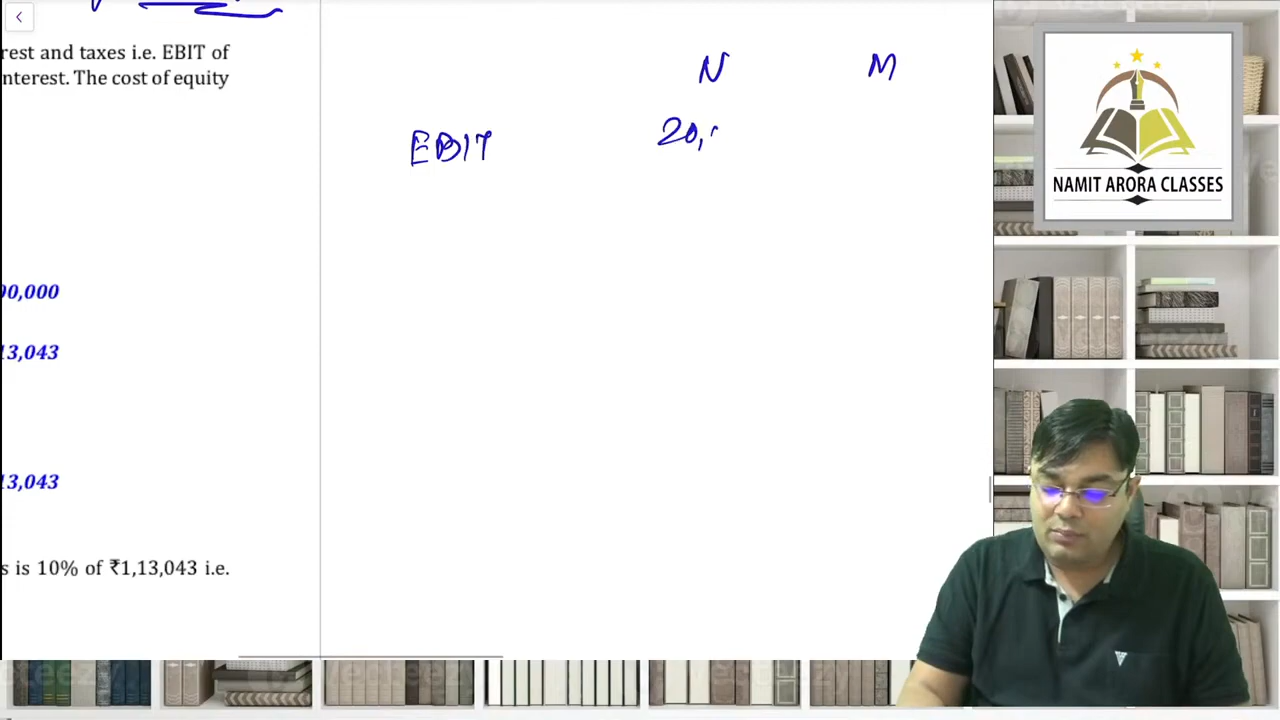 rest and taxes i.e. EBIT of
nterest. The cost of equity
N M
EBIT 20,
00,000
13,043
13,043
s is 10% of ₹1,13,043 i.e.
NAMIT ARORA CLASSES